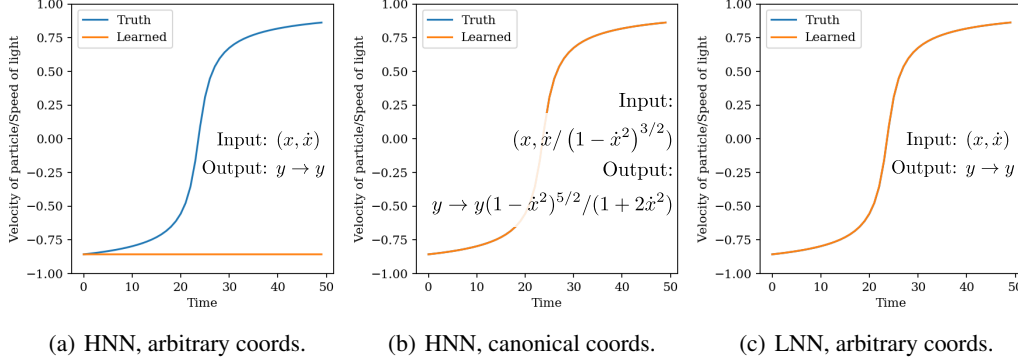 Velocity of particle/Speed of light
1.00
0.75
0.50
0.25
0.00
−0.25
−0.50
−0.75
−1.00
Truth
Learned
Input: (x, ẋ)
Output: y → y
0 10 20 30 40 50
Time
(a) HNN, arbitrary coords.
Velocity of particle/Speed of light
1.00
0.75
0.50
0.25
0.00
−0.25
−0.50
−0.75
−1.00
Truth
Learned
Input:
(x, ẋ/ (1 − ẋ²)^{3/2})
Output:
y → y(1 − ẋ²)^{5/2}/(1 + 2ẋ²)
0 10 20 30 40 50
Time
(b) HNN, canonical coords.
Velocity of particle/Speed of light
1.00
0.75
0.50
0.25
0.00
−0.25
−0.50
−0.75
−1.00
Truth
Learned
Input: (x, ẋ)
Output: y → y
0 10 20 30 40 50
Time
(c) LNN, arbitrary coords.